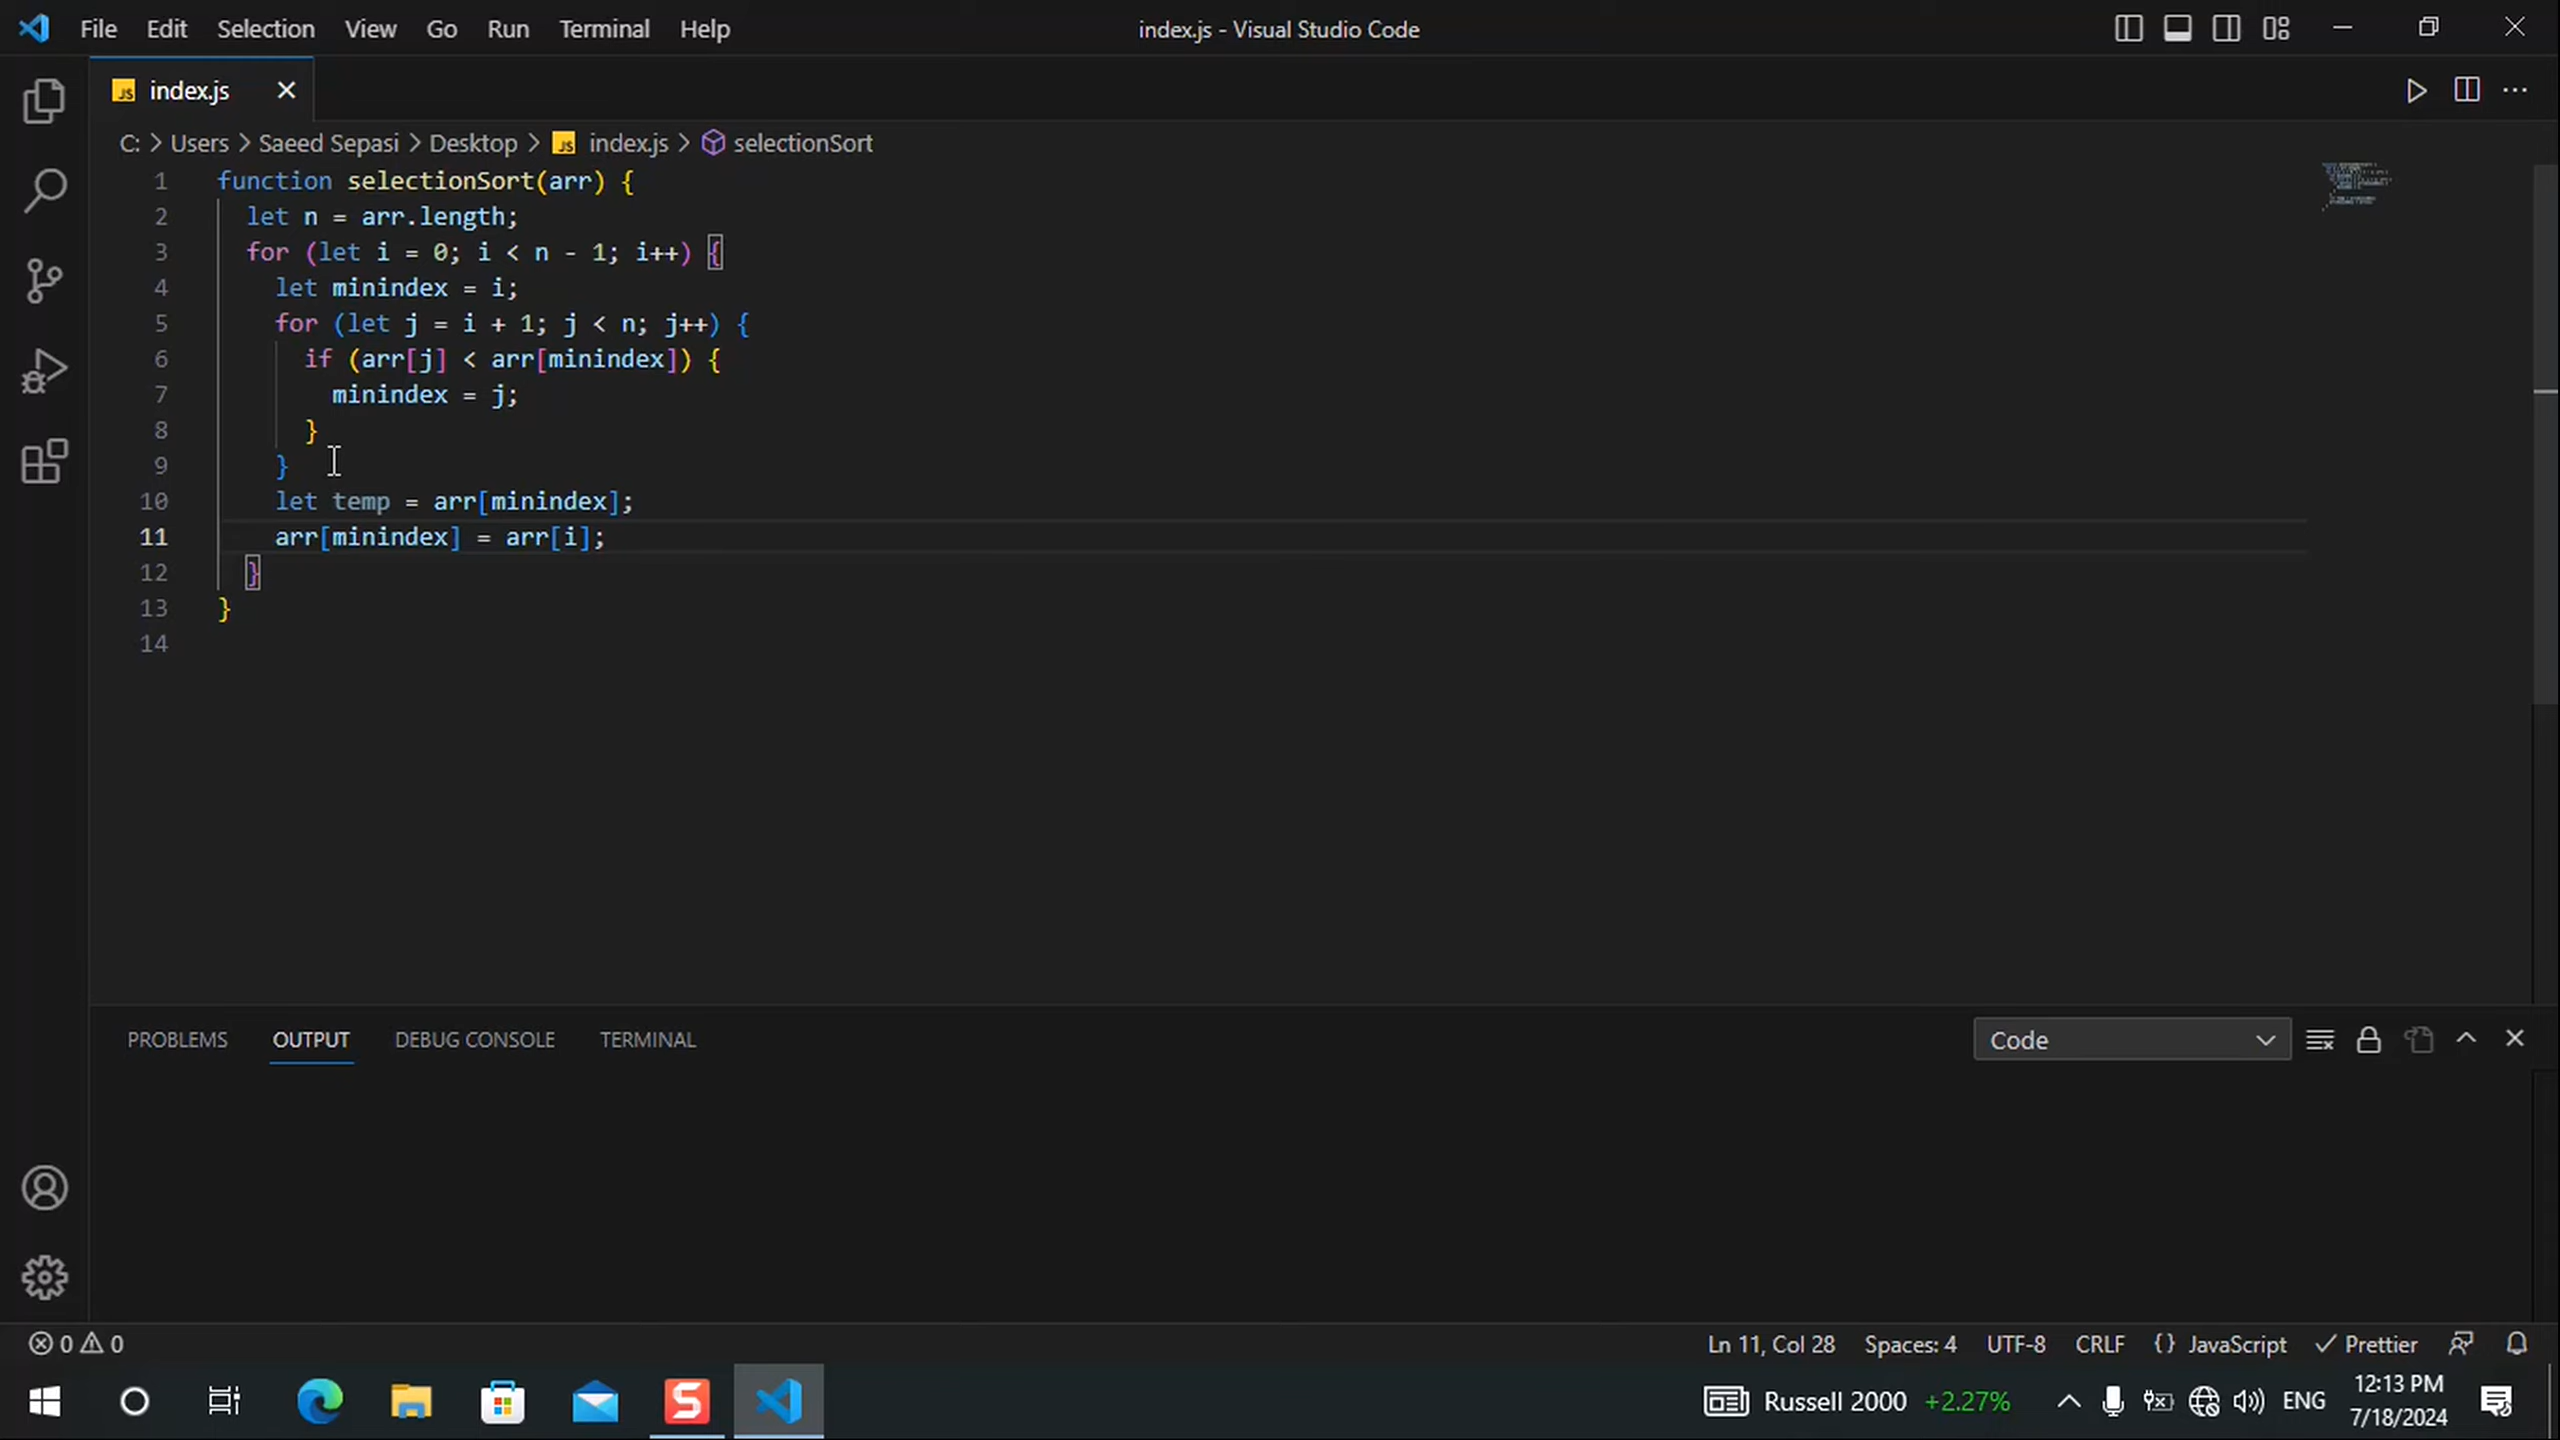 File Edit Selection View Go Run Terminal Help
index.js - Visual Studio Code
JS index.js
C: > Users > Saeed Sepasi > Desktop > JS index.js > selectionSort
1 function selectionSort(arr) {
2 let n = arr.length;
3 for (let i = 0; i < n - 1; i++) {
4 let minindex = i;
5 for (let j = i + 1; j < n; j++) {
6 if (arr[j] < arr[minindex]) {
7 minindex = j;
8 }
9 }
10 let temp = arr[minindex];
11 arr[minindex] = arr[i];
12 }
13 }
14
PROBLEMS OUTPUT DEBUG CONSOLE TERMINAL
Code
0 0
Ln 11, Col 28 Spaces: 4 UTF-8 CRLF {} JavaScript Prettier
S
Russell 2000 +2.27%
ENG
12:13 PM
7/18/2024